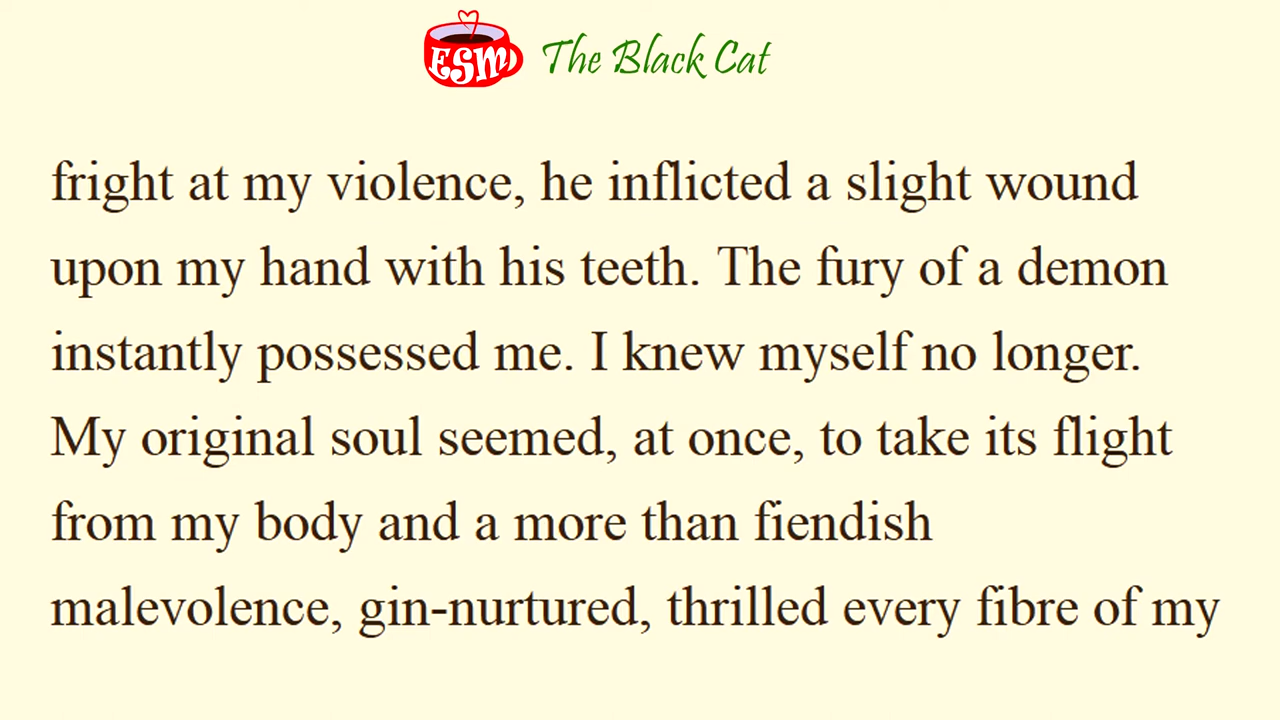 ESM The Black Cat
fright at my violence, he inflicted a slight wound
upon my hand with his teeth. The fury of a demon
instantly possessed me. I knew myself no longer.
My original soul seemed, at once, to take its flight
from my body and a more than fiendish
malevolence, gin-nurtured, thrilled every fibre of my